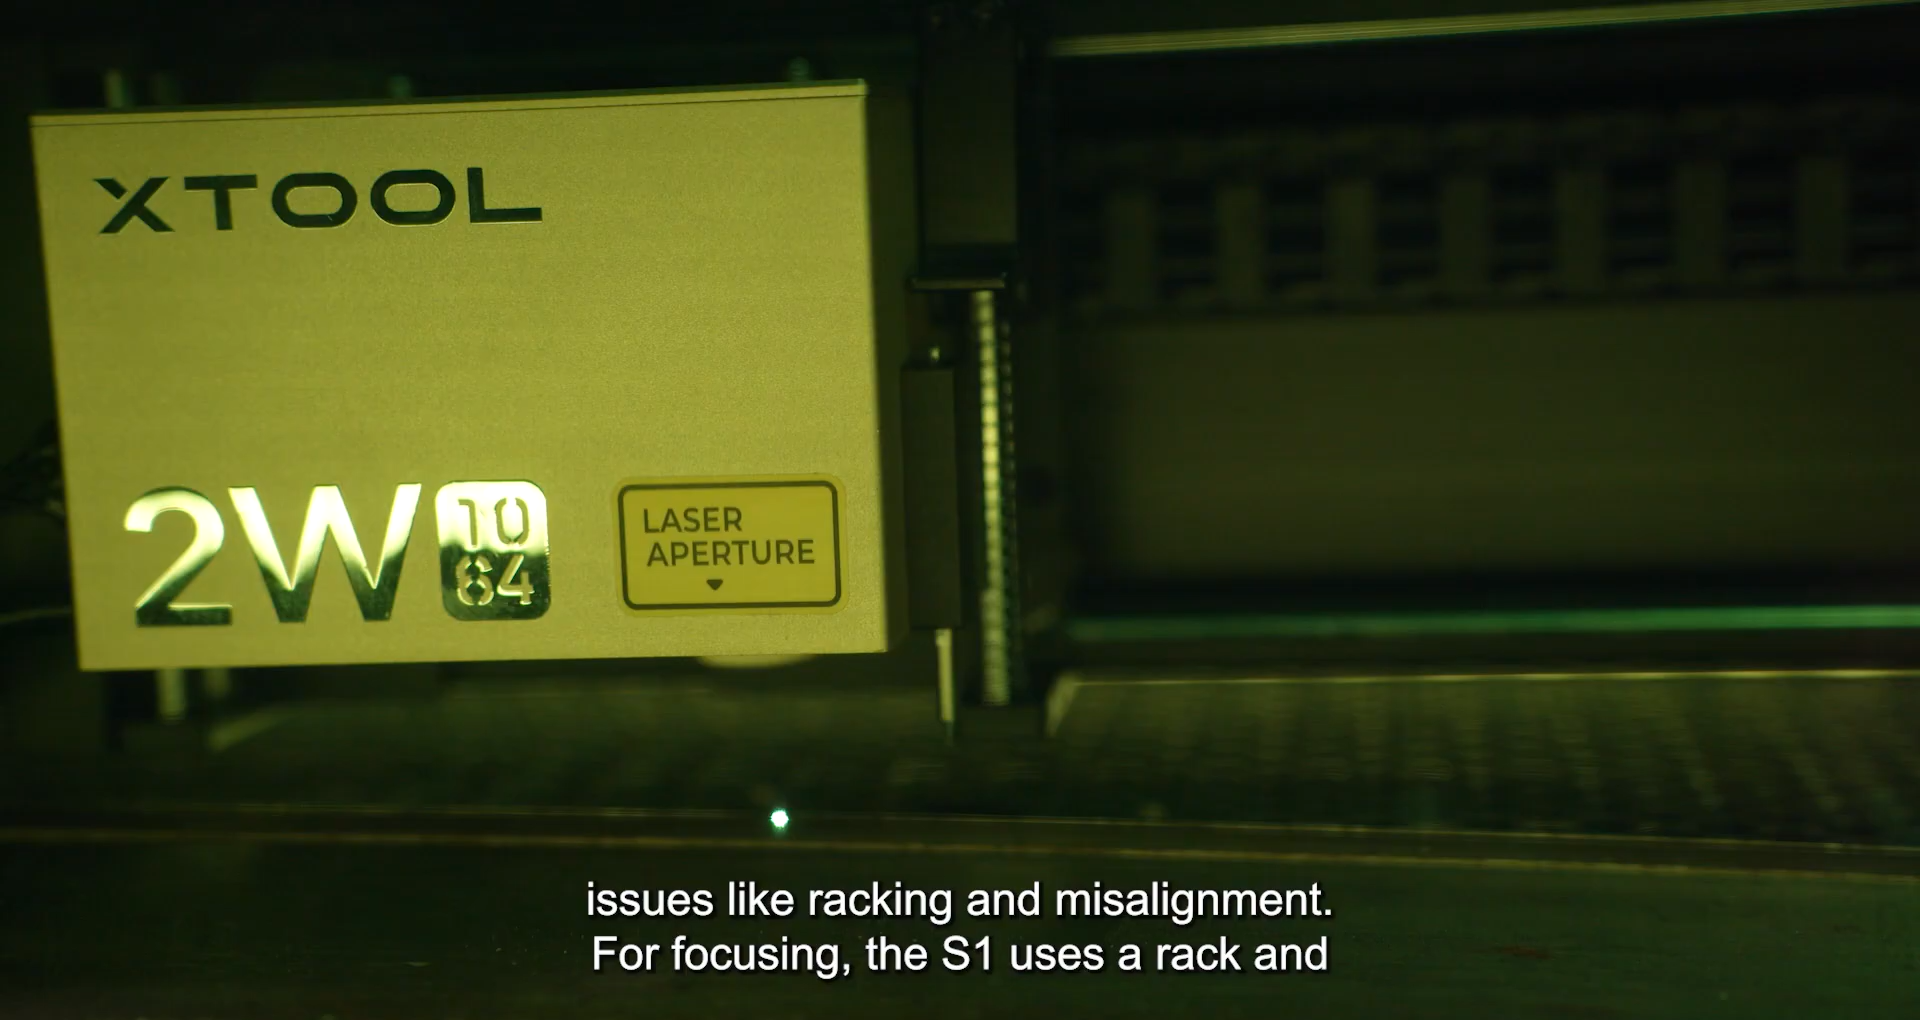 XTOOL
2W
10
64
LASER
APERTURE
issues like racking and misalignment.
For focusing, the S1 uses a rack and